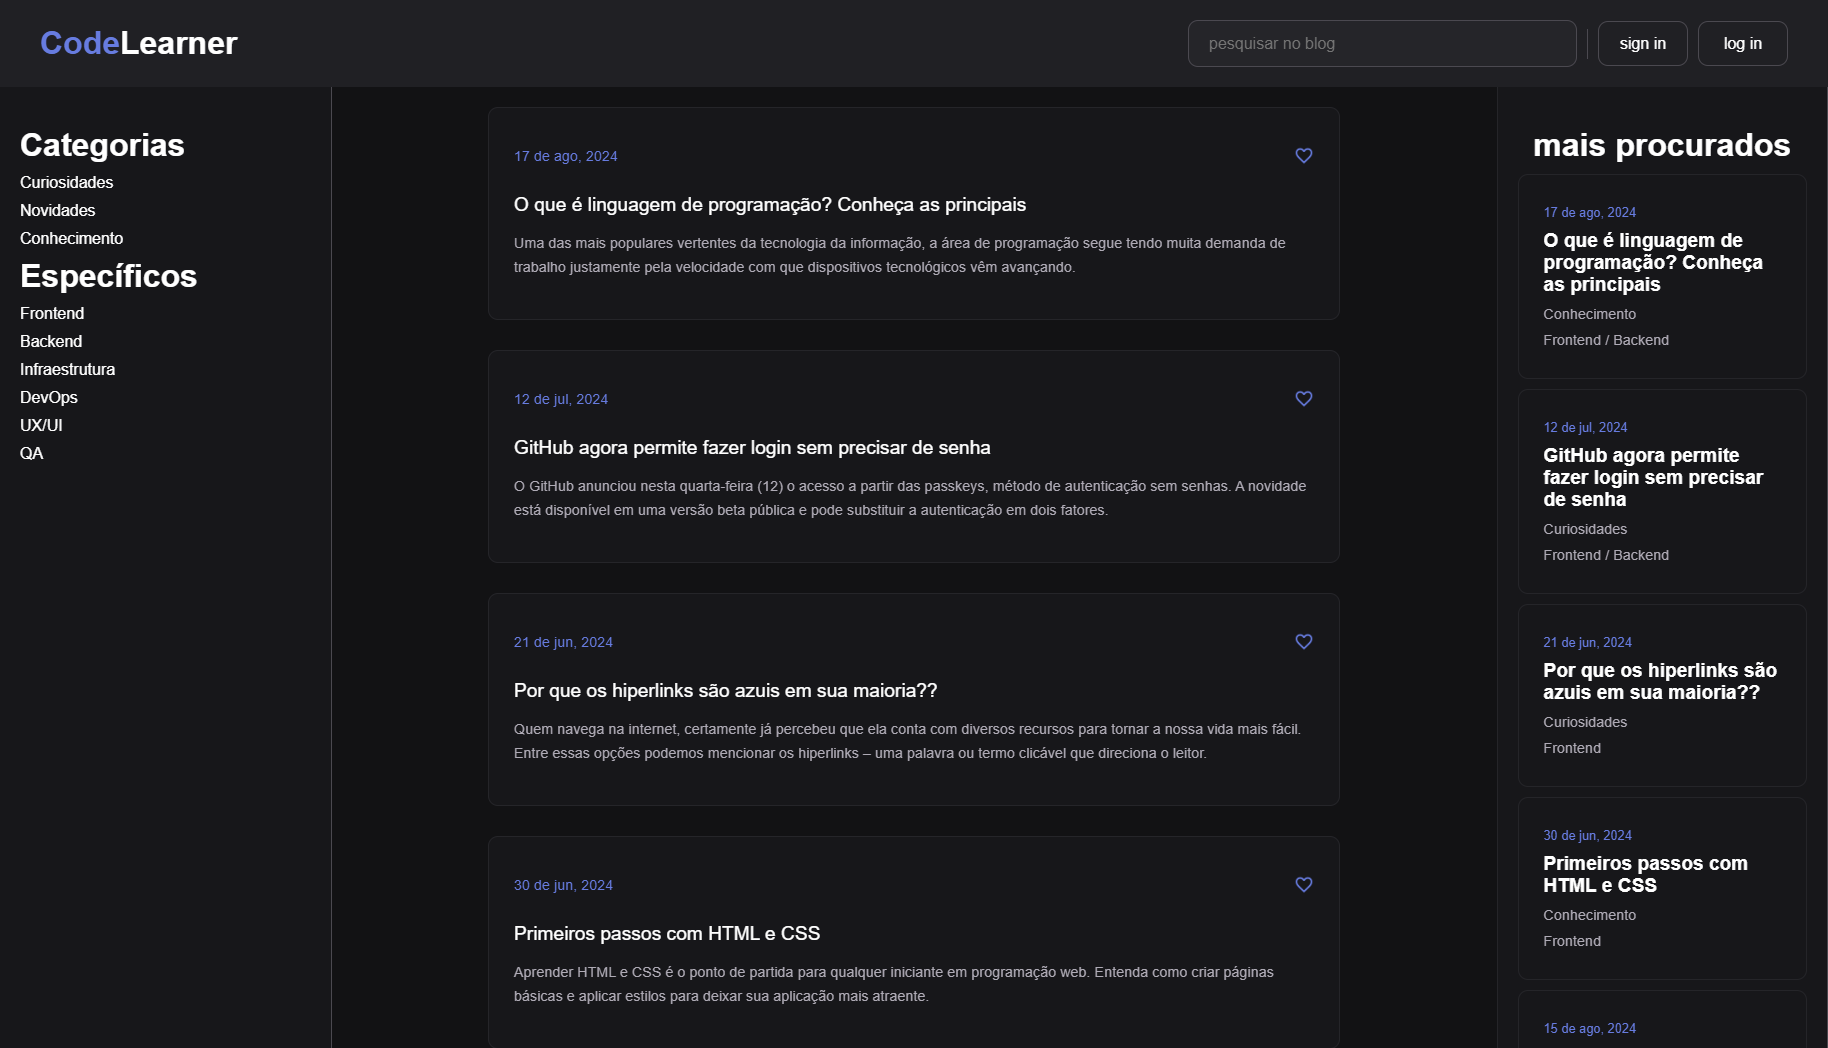 CodeLearner
pesquisar no blog
sign in
log in
Categorias
Curiosidades
Novidades
Conhecimento
Específicos
Frontend
Backend
Infraestrutura
DevOps
UX/UI
QA
17 de ago, 2024
O que é linguagem de programação? Conheça as principais
Uma das mais populares vertentes da tecnologia da informação, a área de programação segue tendo muita demanda de
trabalho justamente pela velocidade com que dispositivos tecnológicos vêm avançando.
12 de jul, 2024
GitHub agora permite fazer login sem precisar de senha
O GitHub anunciou nesta quarta-feira (12) o acesso a partir das passkeys, método de autenticação sem senhas. A novidade
está disponível em uma versão beta pública e pode substituir a autenticação em dois fatores.
21 de jun, 2024
Por que os hiperlinks são azuis em sua maioria??
Quem navega na internet, certamente já percebeu que ela conta com diversos recursos para tornar a nossa vida mais fácil.
Entre essas opções podemos mencionar os hiperlinks – uma palavra ou termo clicável que direciona o leitor.
30 de jun, 2024
Primeiros passos com HTML e CSS
Aprender HTML e CSS é o ponto de partida para qualquer iniciante em programação web. Entenda como criar páginas
básicas e aplicar estilos para deixar sua aplicação mais atraente.
mais procurados
17 de ago, 2024
O que é linguagem de
programação? Conheça
as principais
Conhecimento
Frontend / Backend
12 de jul, 2024
GitHub agora permite
fazer login sem precisar
de senha
Curiosidades
Frontend / Backend
21 de jun, 2024
Por que os hiperlinks são
azuis em sua maioria??
Curiosidades
Frontend
30 de jun, 2024
Primeiros passos com
HTML e CSS
Conhecimento
Frontend
15 de ago, 2024